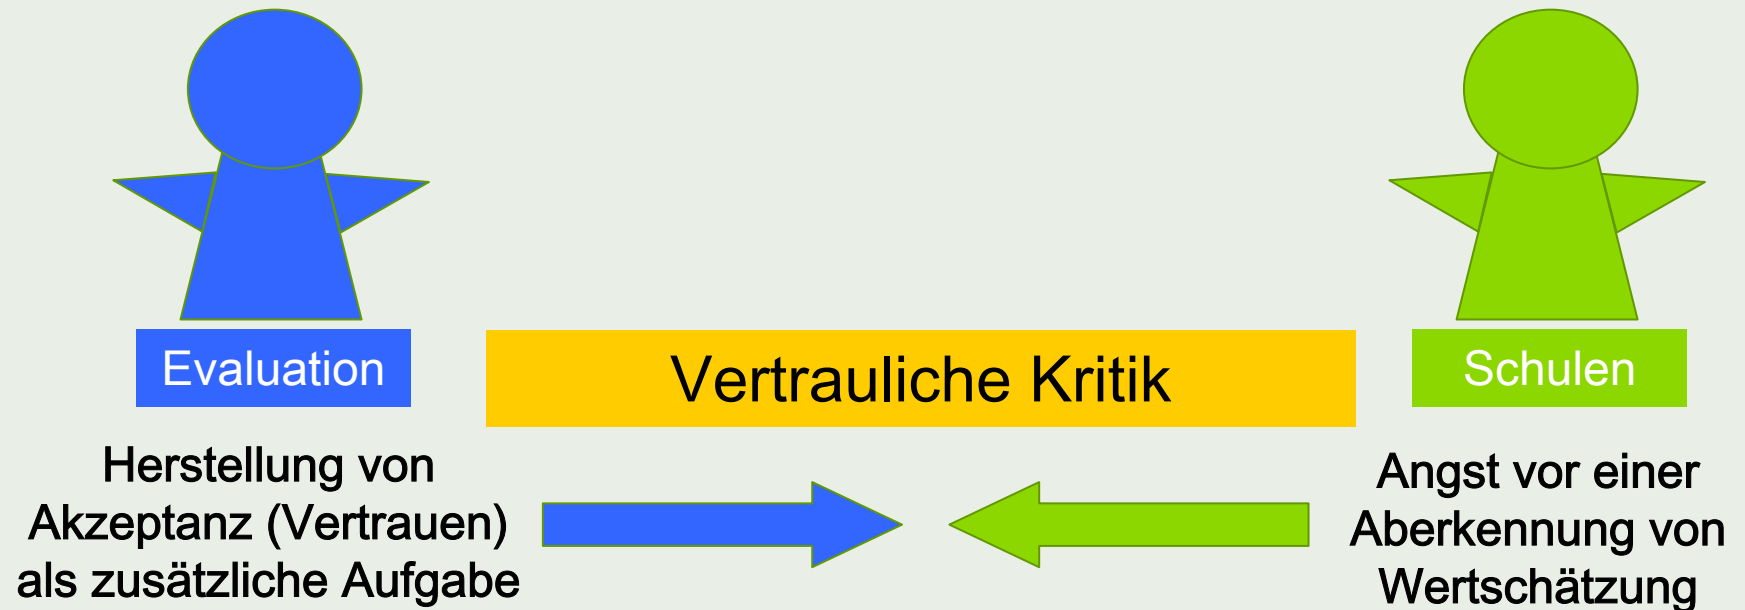 Evaluation
Vertrauliche Kritik
Schulen
Herstellung von
Akzeptanz (Vertrauen)
als zusätzliche Aufgabe
Angst vor einer
Aberkennung von
Wertschätzung